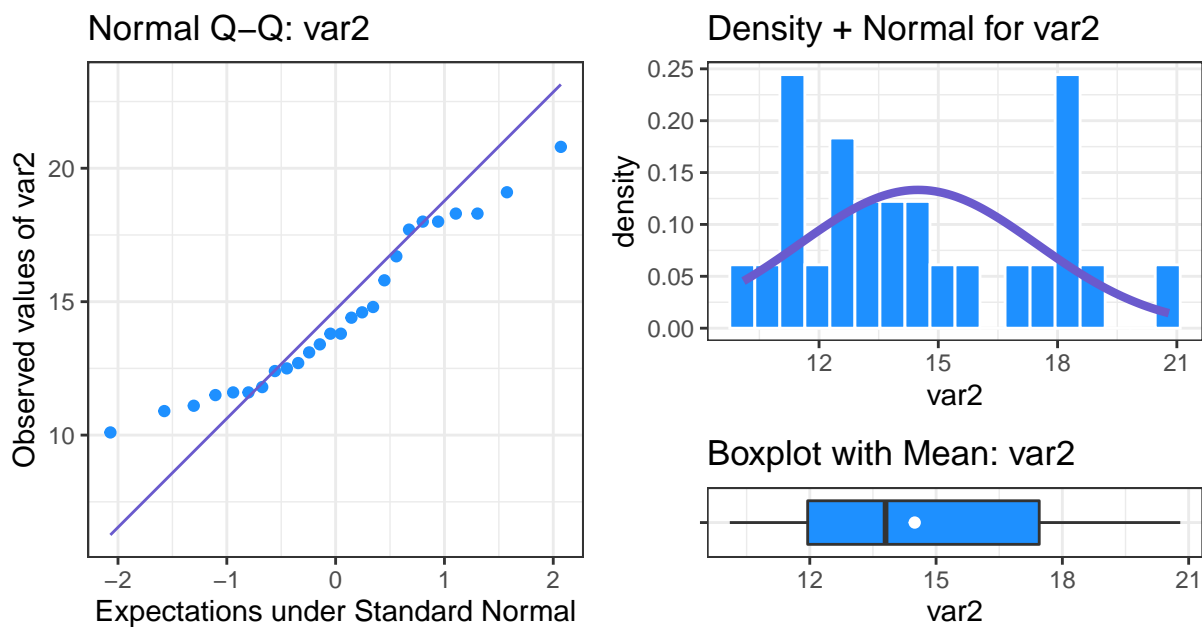 Normal Q−Q: var2
Observed values of var2
20
15
10
−2 −1 0 1 2
Expectations under Standard Normal
Density + Normal for var2
density
0.25
0.20
0.15
0.10
0.05
0.00
12 15 18 21
var2
Boxplot with Mean: var2
12 15 18 21
var2